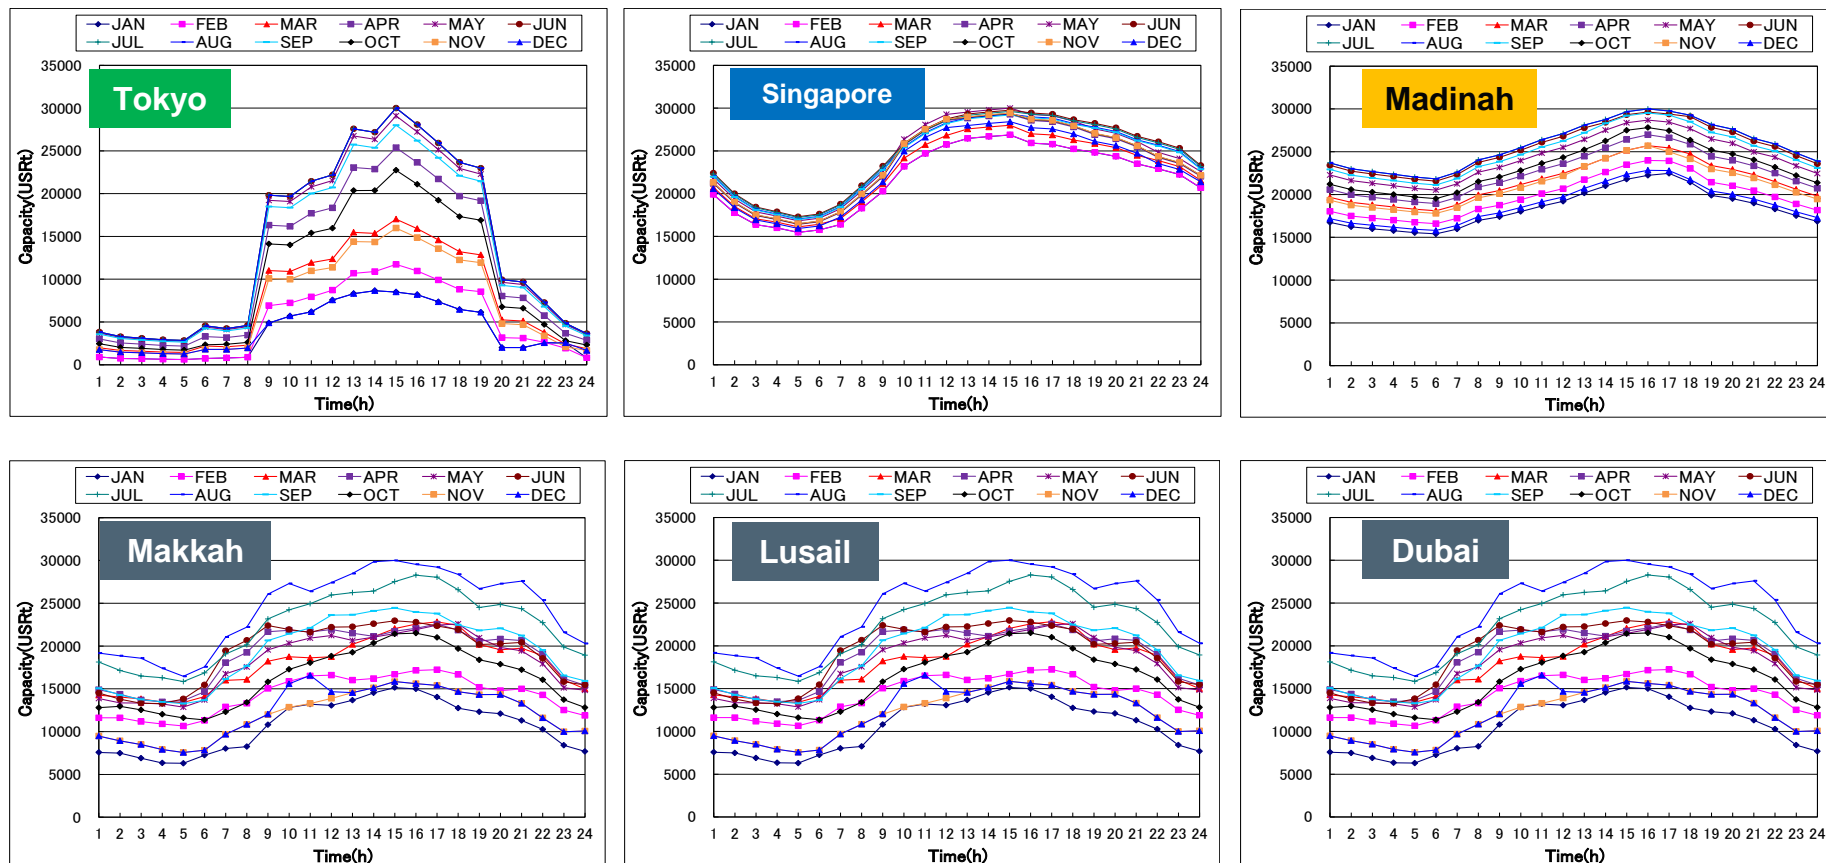 JAN FEB MAR APR MAY JUN
JUL AUG SEP OCT NOV DEC
Tokyo
Capacity(USRt)
35000
30000
25000
20000
15000
10000
5000
0
1 2 3 4 5 6 7 8 9 10 11 12 13 14 15 16 17 18 19 20 21 22 23 24
Time(h)
JAN FEB MAR APR MAY JUN
JUL AUG SEP OCT NOV DEC
Singapore
Capacity(USRt)
35000
30000
25000
20000
15000
10000
5000
0
1 2 3 4 5 6 7 8 9 10 11 12 13 14 15 16 17 18 19 20 21 22 23 24
Time(h)
JAN FEB MAR APR MAY JUN
JUL AUG SEP OCT NOV DEC
Madinah
Capacity(USRt)
35000
30000
25000
20000
15000
10000
5000
0
1 2 3 4 5 6 7 8 9 10 11 12 13 14 15 16 17 18 19 20 21 22 23 24
Time(h)
JAN FEB MAR APR MAY JUN
JUL AUG SEP OCT NOV DEC
Makkah
Capacity(USRt)
35000
30000
25000
20000
15000
10000
5000
0
1 2 3 4 5 6 7 8 9 10 11 12 13 14 15 16 17 18 19 20 21 22 23 24
Time(h)
JAN FEB MAR APR MAY JUN
JUL AUG SEP OCT NOV DEC
Lusail
Capacity(USRt)
35000
30000
25000
20000
15000
10000
5000
0
1 2 3 4 5 6 7 8 9 10 11 12 13 14 15 16 17 18 19 20 21 22 23 24
Time(h)
JAN FEB MAR APR MAY JUN
JUL AUG SEP OCT NOV DEC
Dubai
Capacity(USRt)
35000
30000
25000
20000
15000
10000
5000
0
1 2 3 4 5 6 7 8 9 10 11 12 13 14 15 16 17 18 19 20 21 22 23 24
Time(h)